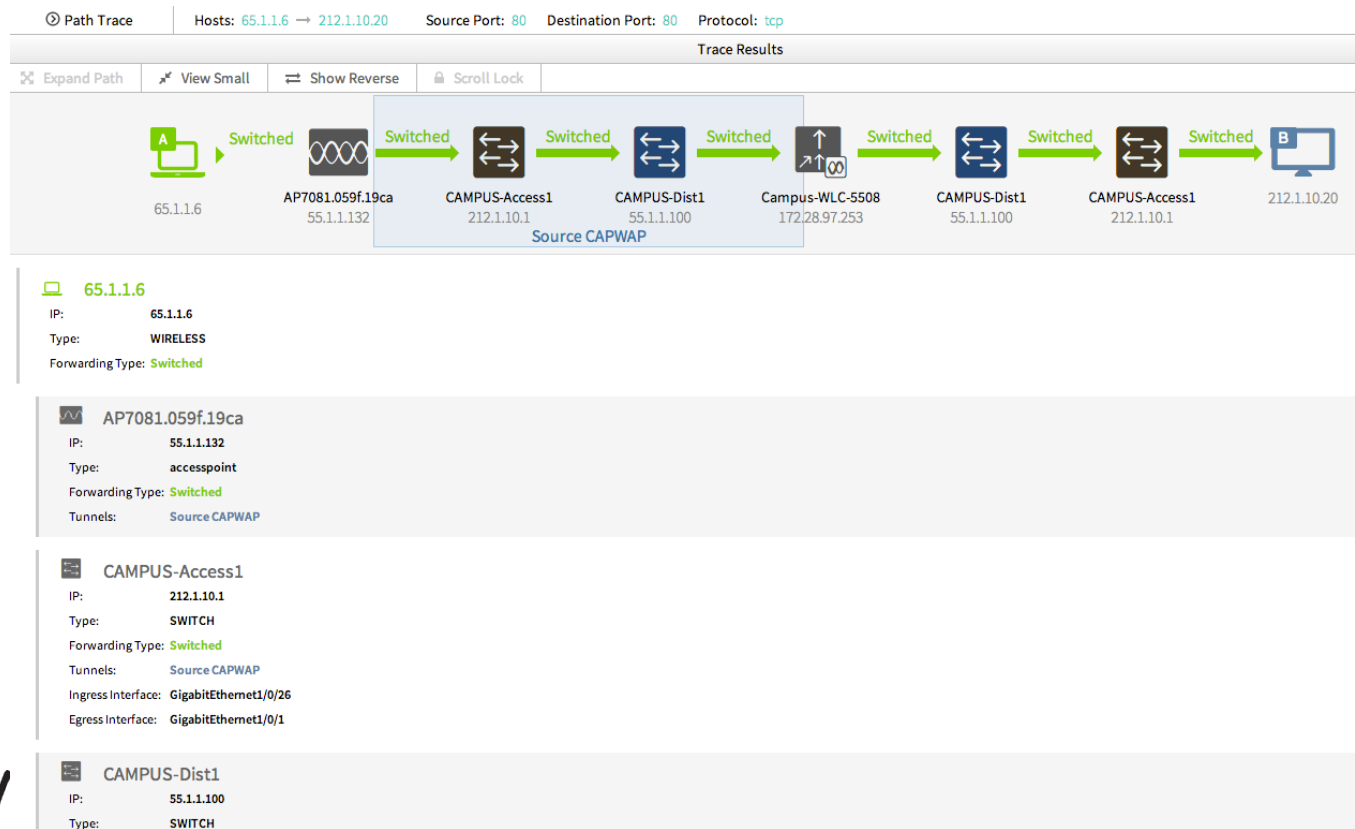 Path Trace Hosts: 65.1.1.6 → 212.1.10.20 Source Port: 80 Destination Port: 80 Protocol: tcp
Trace Results
Expand Path View Small Show Reverse Scroll Lock
A Switched Switched Switched Switched Switched Switched Switched B
65.1.1.6 AP7081.059f.19ca CAMPUS-Access1 CAMPUS-Dist1 Campus-WLC-5508 CAMPUS-Dist1 CAMPUS-Access1 212.1.10.20
55.1.1.132 212.1.10.1 55.1.1.100 172.28.97.253 55.1.1.100 212.1.10.1
Source CAPWAP
65.1.1.6
IP: 65.1.1.6
Type: WIRELESS
Forwarding Type: Switched
AP7081.059f.19ca
IP: 55.1.1.132
Type: accesspoint
Forwarding Type: Switched
Tunnels: Source CAPWAP
CAMPUS-Access1
IP: 212.1.10.1
Type: SWITCH
Forwarding Type: Switched
Tunnels: Source CAPWAP
Ingress Interface: GigabitEthernet1/0/26
Egress Interface: GigabitEthernet1/0/1
CAMPUS-Dist1
IP: 55.1.1.100
Type: SWITCH